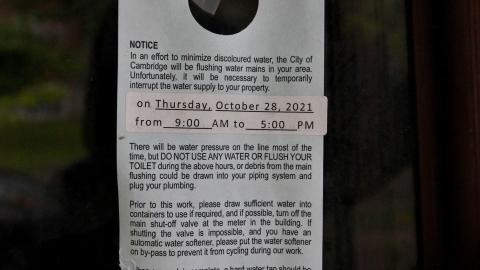 NOTICE
In an effort to minimize discoloured water, the City of
Cambridge will be flushing water mains in your area.
Unfortunately, it will be necessary to temporarily
interrupt the water supply to your property.
on Thursday, October 28, 2021
from 9:00 AM to 5:00 PM
There will be water pressure on the line most of the
time, but DO NOT USE ANY WATER OR FLUSH YOUR
TOILET during the above hours, or debris from the main
flushing could be drawn into your piping system and
plug your plumbing.
Prior to this work, please draw sufficient water into
containers to use if required, and if possible, turn off the
main shut-off valve at the meter in the building. If
shutting the valve is impossible, and you have an
automatic water softener, please put the water softener
on by-pass to prevent it from cycling during our work.
a hard water tap should be